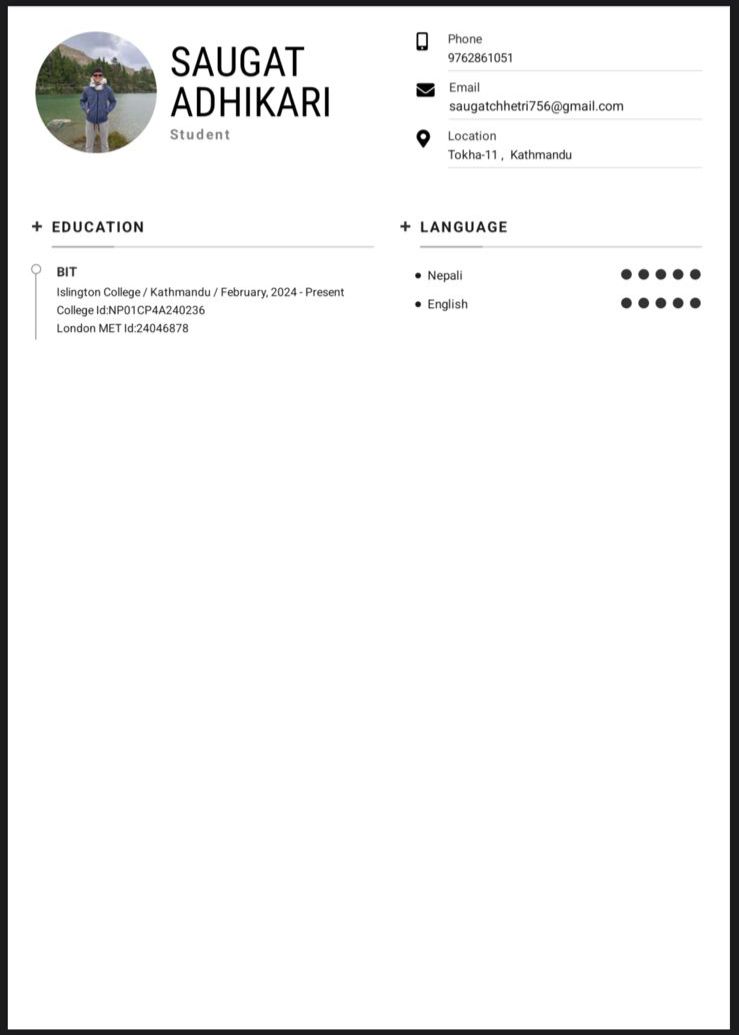 SAUGAT
ADHIKARI
Student
Phone
9762861051
Email
saugatchhetri756@gmail.com
Location
Tokha-11 , Kathmandu
+ EDUCATION
BIT
Islington College / Kathmandu / February, 2024 - Present
College Id:NP01CP4A240236
London MET Id:24046878
+ LANGUAGE
• Nepali
• English